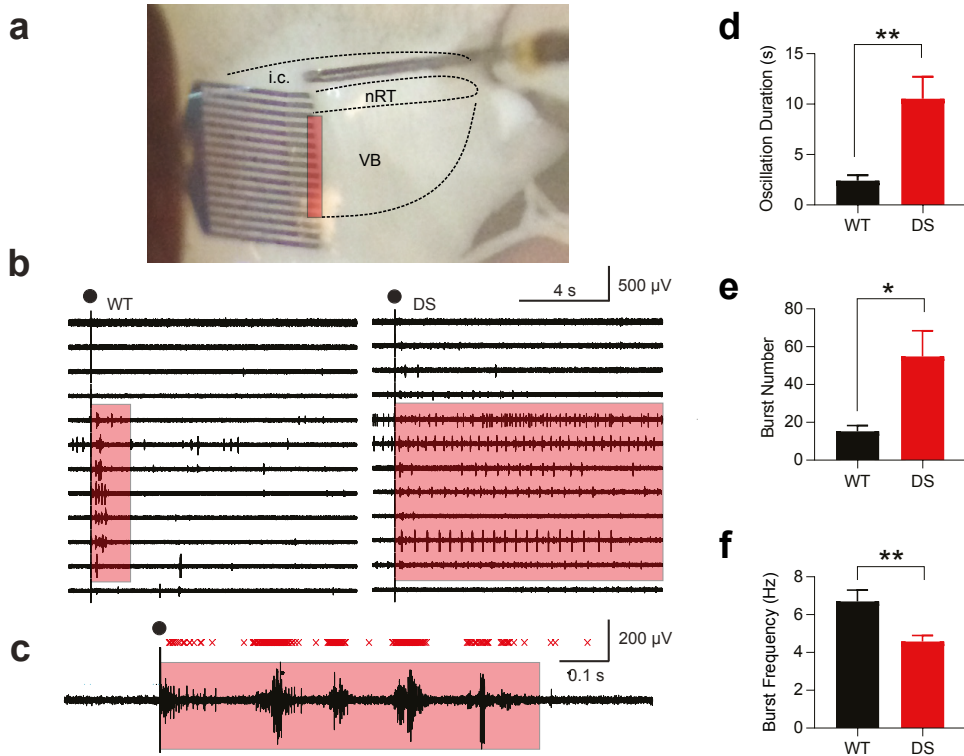 a
i.c.
nRT
VB
b
WT
DS
4 s
500 µV
c
×××××××
200 µV
0.1 s
d
Oscillation Duration (s)
15
10
5
0
**
WT
DS
e
Burst Number
80
60
40
20
0
*
WT
DS
f
Burst Frequency (Hz)
8
6
4
2
0
**
WT
DS